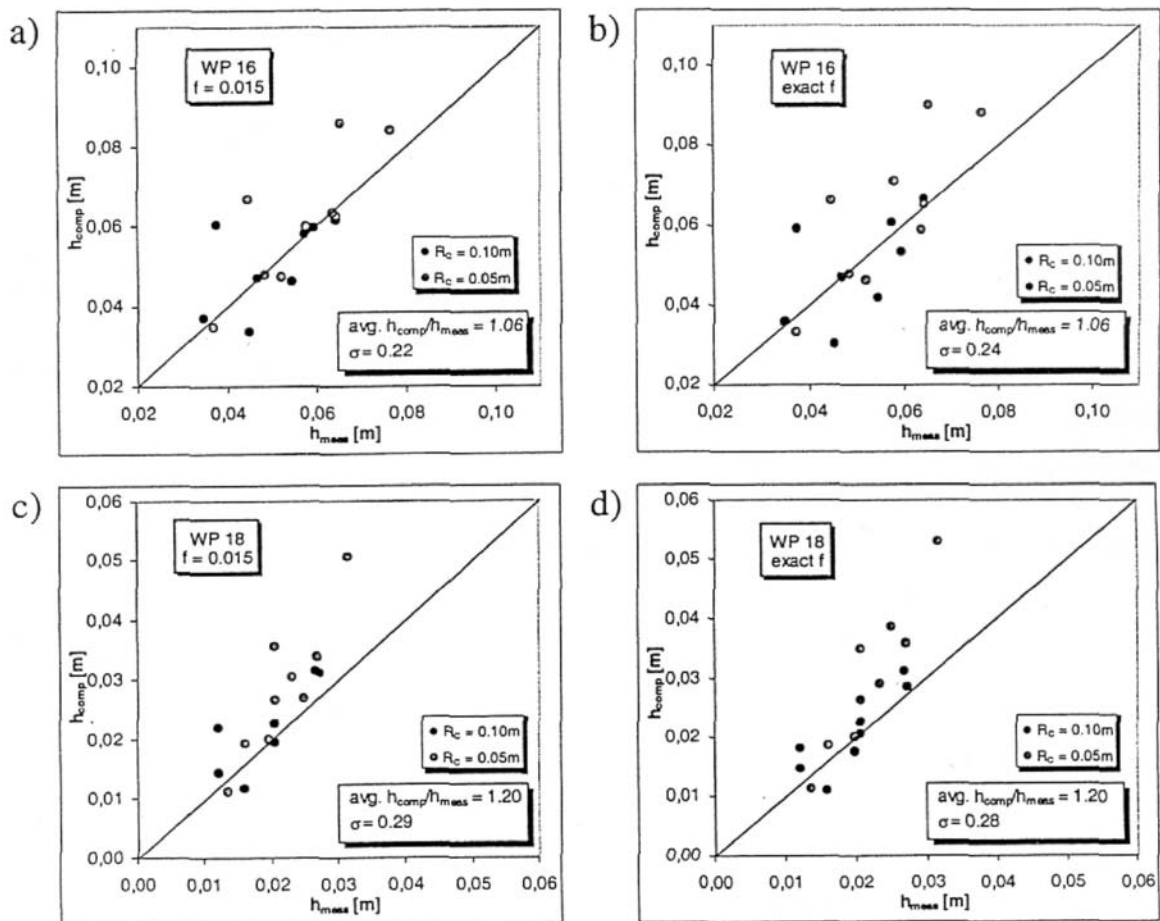 a)
WP 16
f = 0.015
0,10
0,08
0,06
0,04
0,02
h_comp [m]
R_c = 0.10m
R_c = 0.05m
avg. h_comp/h_meas = 1.06
σ = 0.22
0,02 0,04 0,06 0,08 0,10
h_meas [m]
b)
WP 16
exact f
0,10
0,08
0,06
0,04
0,02
h_comp [m]
R_c = 0.10m
R_c = 0.05m
avg. h_comp/h_meas = 1.06
σ = 0.24
0,02 0,04 0,06 0,08 0,10
h_meas [m]
c)
WP 18
f = 0.015
0,06
0,05
0,04
0,03
0,02
0,01
0,00
h_comp [m]
R_c = 0.10m
R_c = 0.05m
avg. h_comp/h_meas = 1.20
σ = 0.29
0,00 0,01 0,02 0,03 0,04 0,05 0,06
h_meas [m]
d)
WP 18
exact f
0,06
0,05
0,04
0,03
0,02
0,01
0,00
h_comp [m]
R_c = 0.10m
R_c = 0.05m
avg. h_comp/h_meas = 1.20
σ = 0.28
0,00 0,01 0,02 0,03 0,04 0,05 0,06
h_meas [m]